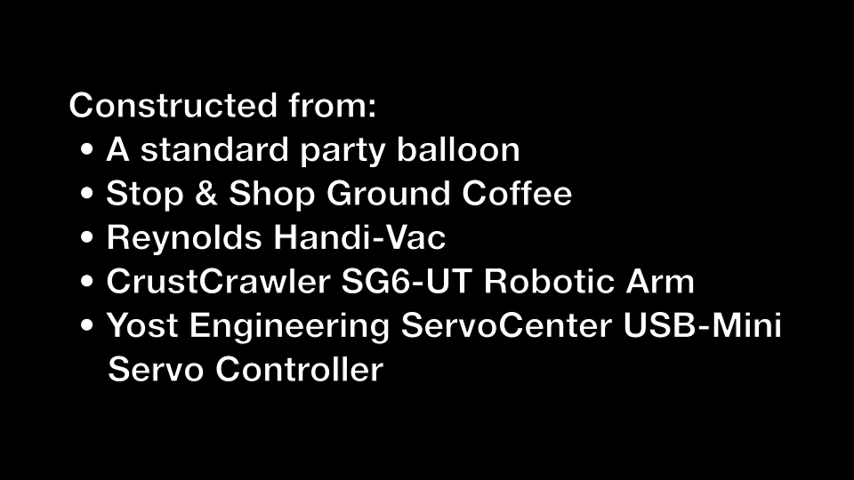 Constructed from:
• A standard party balloon
• Stop & Shop Ground Coffee
• Reynolds Handi-Vac
• CrustCrawler SG6-UT Robotic Arm
• Yost Engineering ServoCenter USB-Mini
Servo Controller